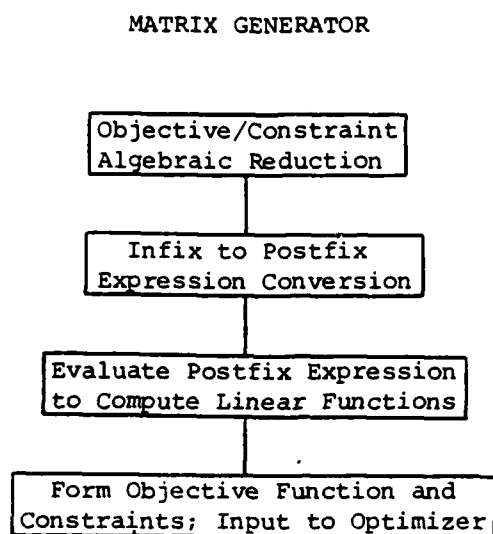 MATRIX GENERATOR
Objective/Constraint
Algebraic Reduction
Infix to Postfix
Expression Conversion
Evaluate Postfix Expression
to Compute Linear Functions
Form Objective Function and
Constraints; Input to Optimizer